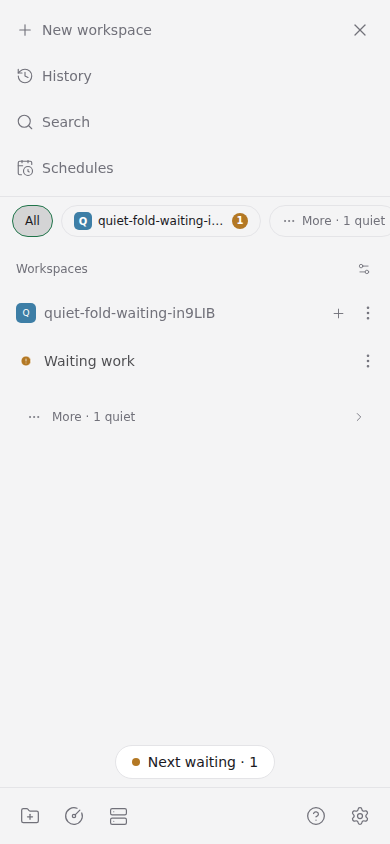 New workspace
History
Search
Schedules
All
Q quiet-fold-waiting-i... 1
... More · 1 quiet
Workspaces
Q quiet-fold-waiting-in9LIB
Waiting work
... More · 1 quiet
Next waiting · 1